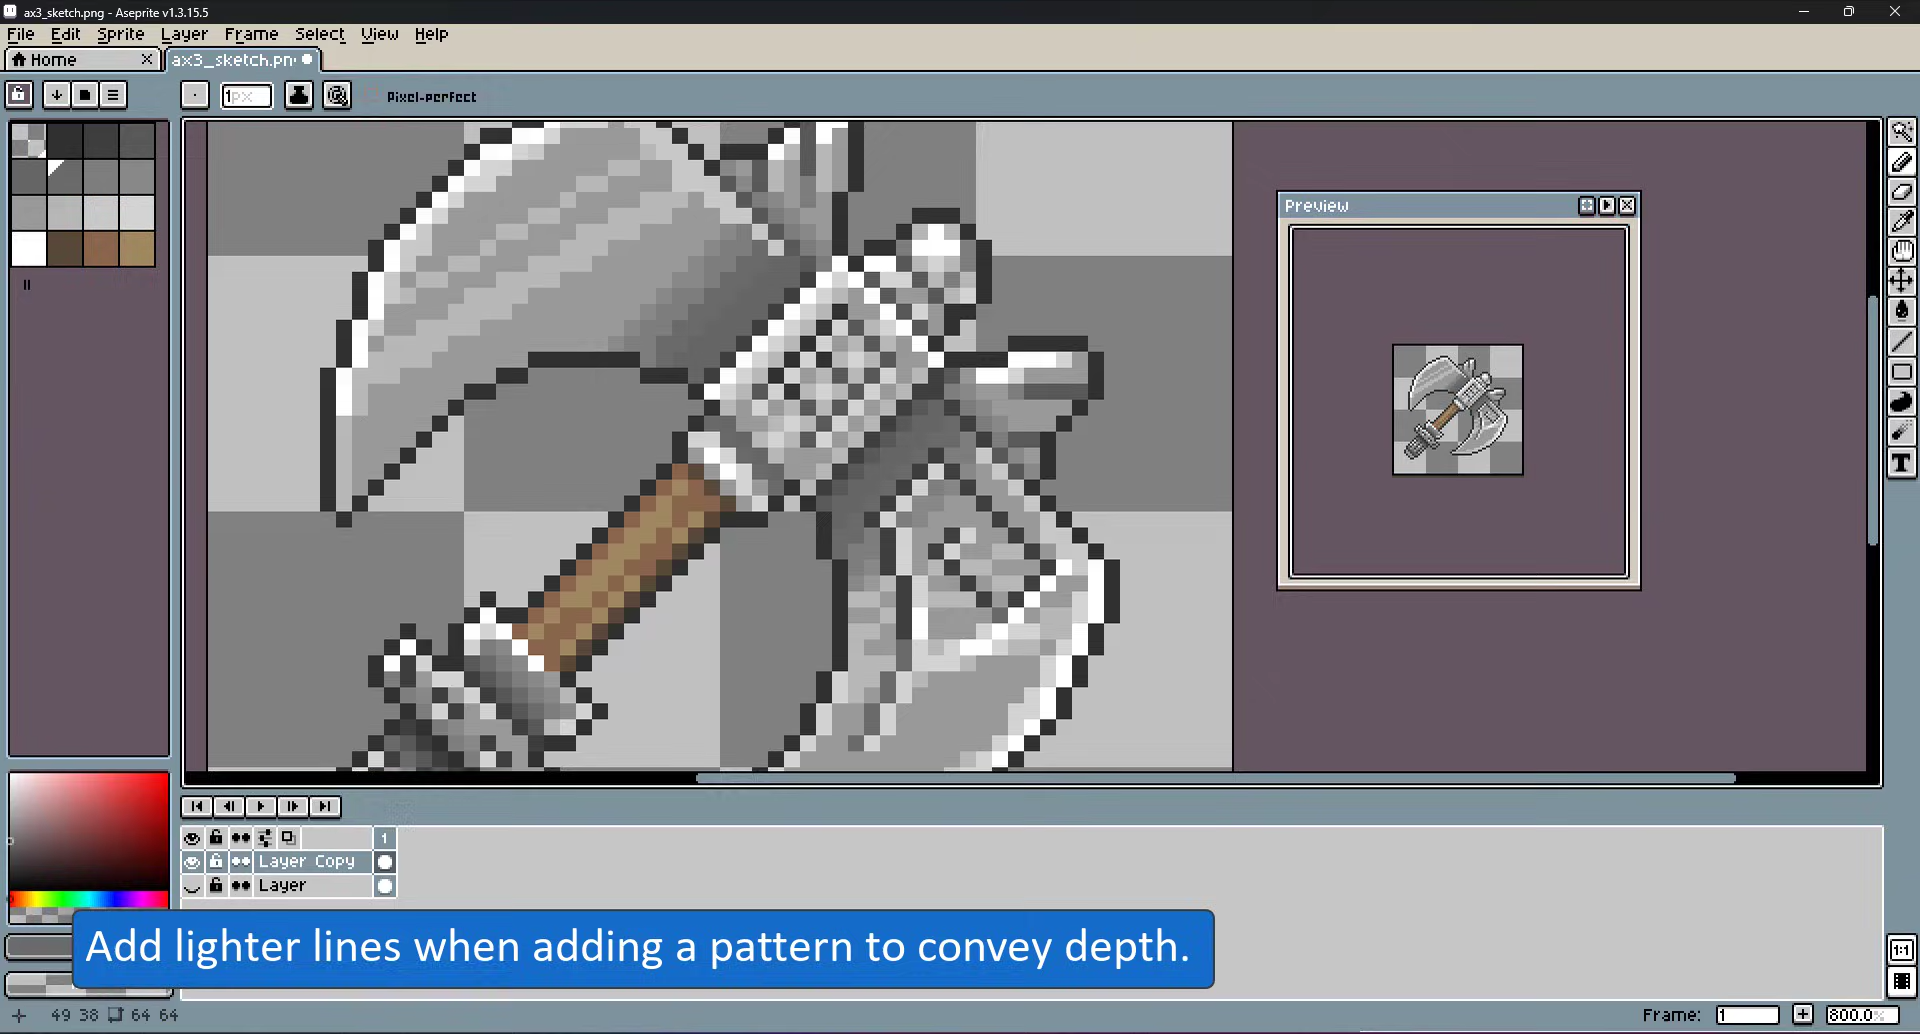 ax3_sketch.png - Aseprite v1.3.15.5
File Edit Sprite Layer Frame Select View Help
Home
ax3_sketch.pn
1px
Pixel-perfect
Preview
1
Layer Copy
Layer
Add lighter lines when adding a pattern to convey depth.
1:1
49 38 64 64
Frame: 1
800.0%